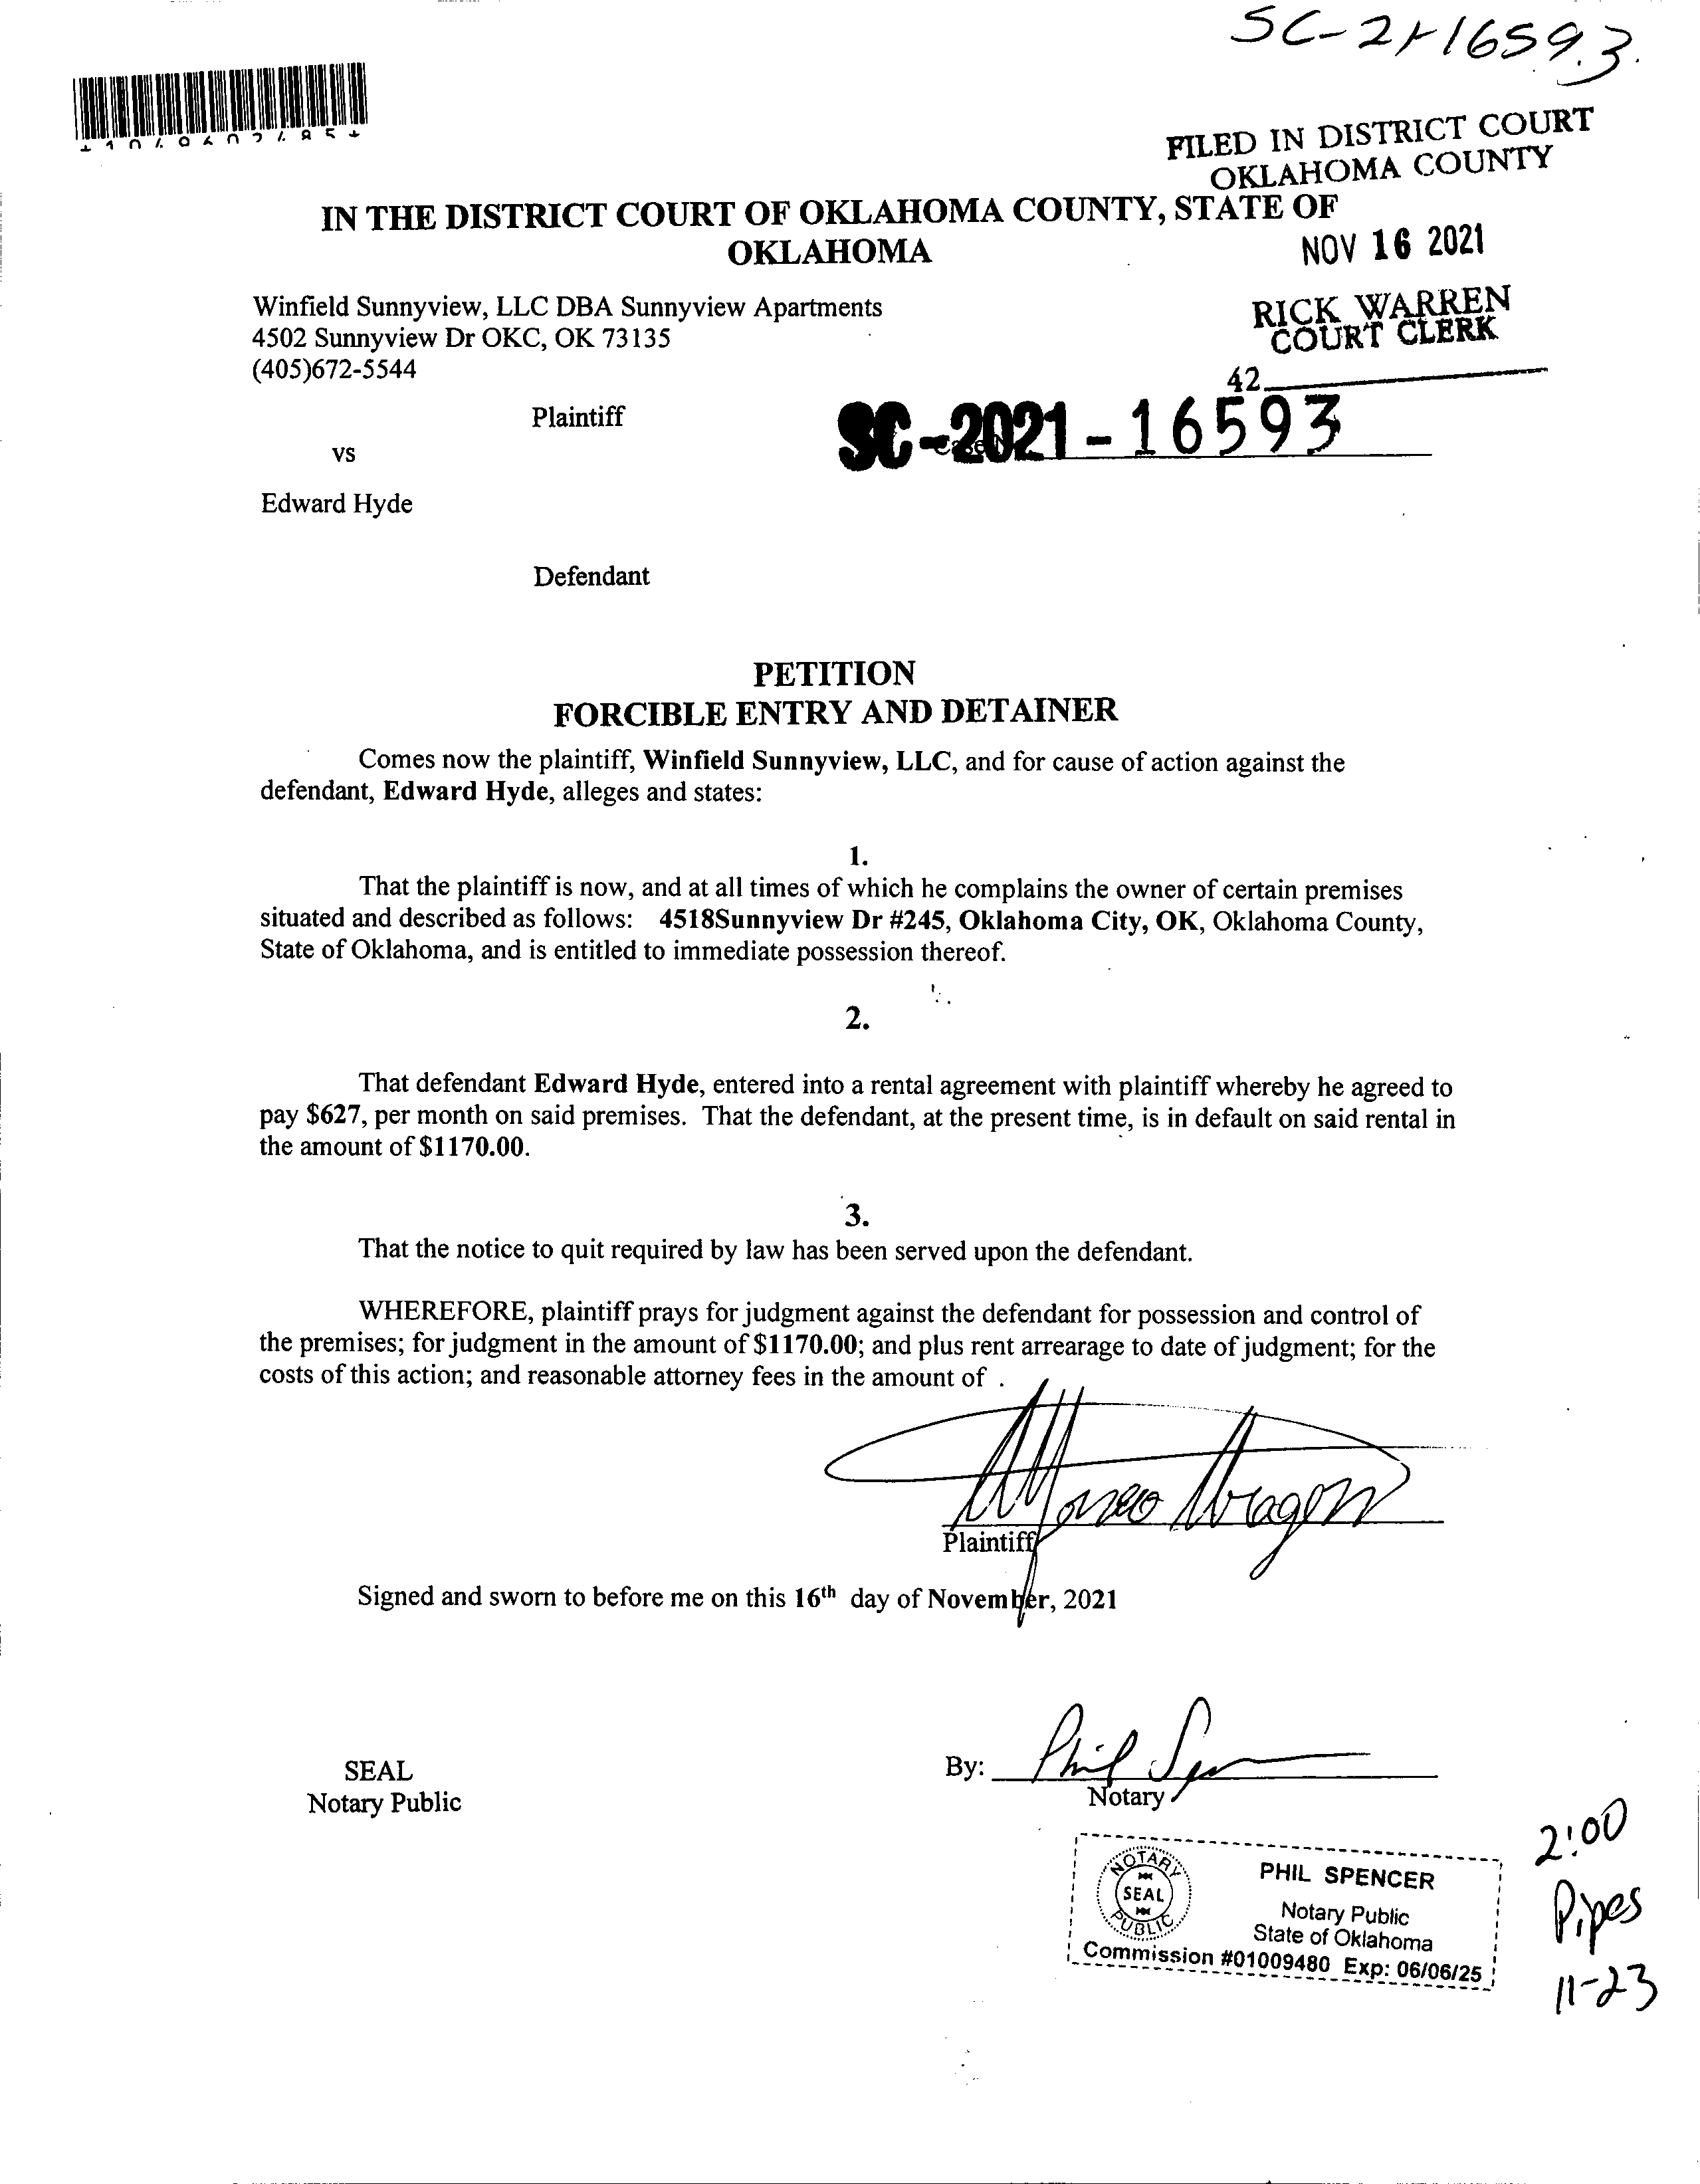 SC-21-16593.
FILED IN DISTRICT COURT
OKLAHOMA COUNTY
IN THE DISTRICT COURT OF OKLAHOMA COUNTY, STATE OF
OKLAHOMA
NOV 16 2021
Winfield Sunnyview, LLC DBA Sunnyview Apartments
4502 Sunnyview Dr OKC, OK 73135
(405)672-5544
RICK WARREN
COURT CLERK
42
Plaintiff
SC-2021-16593
vs
Edward Hyde
Defendant
PETITION
FORCIBLE ENTRY AND DETAINER
Comes now the plaintiff, Winfield Sunnyview, LLC, and for cause of action against the
defendant, Edward Hyde, alleges and states:
1.
That the plaintiff is now, and at all times of which he complains the owner of certain premises
situated and described as follows: 4518Sunnyview Dr #245, Oklahoma City, OK, Oklahoma County,
State of Oklahoma, and is entitled to immediate possession thereof.
2.
That defendant Edward Hyde, entered into a rental agreement with plaintiff whereby he agreed to
pay $627, per month on said premises. That the defendant, at the present time, is in default on said rental in
the amount of $1170.00.
3.
That the notice to quit required by law has been served upon the defendant.
WHEREFORE, plaintiff prays for judgment against the defendant for possession and control of
the premises; for judgment in the amount of $1170.00; and plus rent arrearage to date of judgment; for the
costs of this action; and reasonable attorney fees in the amount of .
Plaintiff
Signed and sworn to before me on this 16th day of November, 2021
SEAL
Notary Public
By: Phil
Notary
NOTARY
SEAL
PUBLIC
PHIL SPENCER
Notary Public
State of Oklahoma
Commission #01009480 Exp: 06/06/25
2:00
Pipes
11-23